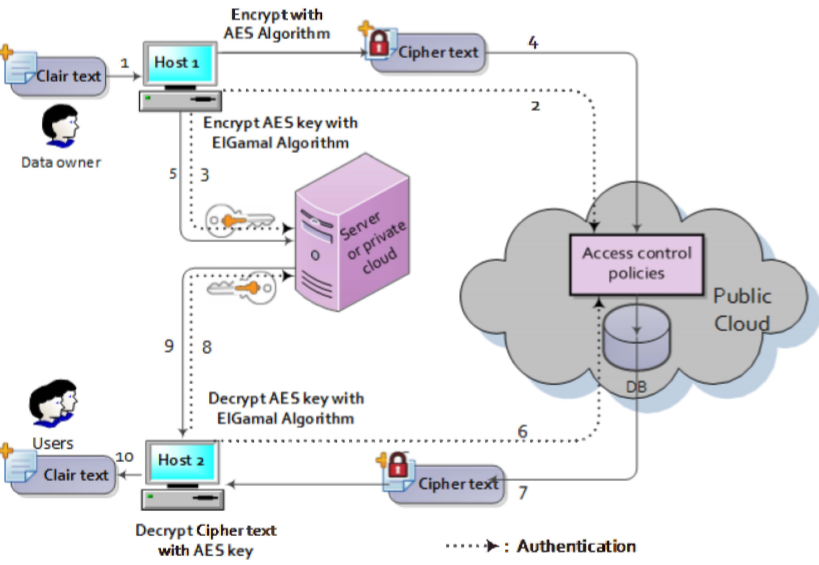 Encrypt with
AES Algorithm
Cipher text
4
Clair text
1
Host 1
2
Data owner
Encrypt AES key with
ElGamal Algorithm
5
3
Server
or private
cloud
Access control
policies
Public
Cloud
DB
9
8
Decrypt AES key with
ElGamal Algorithm
Users
6
Clair text
10
Host 2
Cipher text
7
Decrypt Cipher text
with AES key
: Authentication